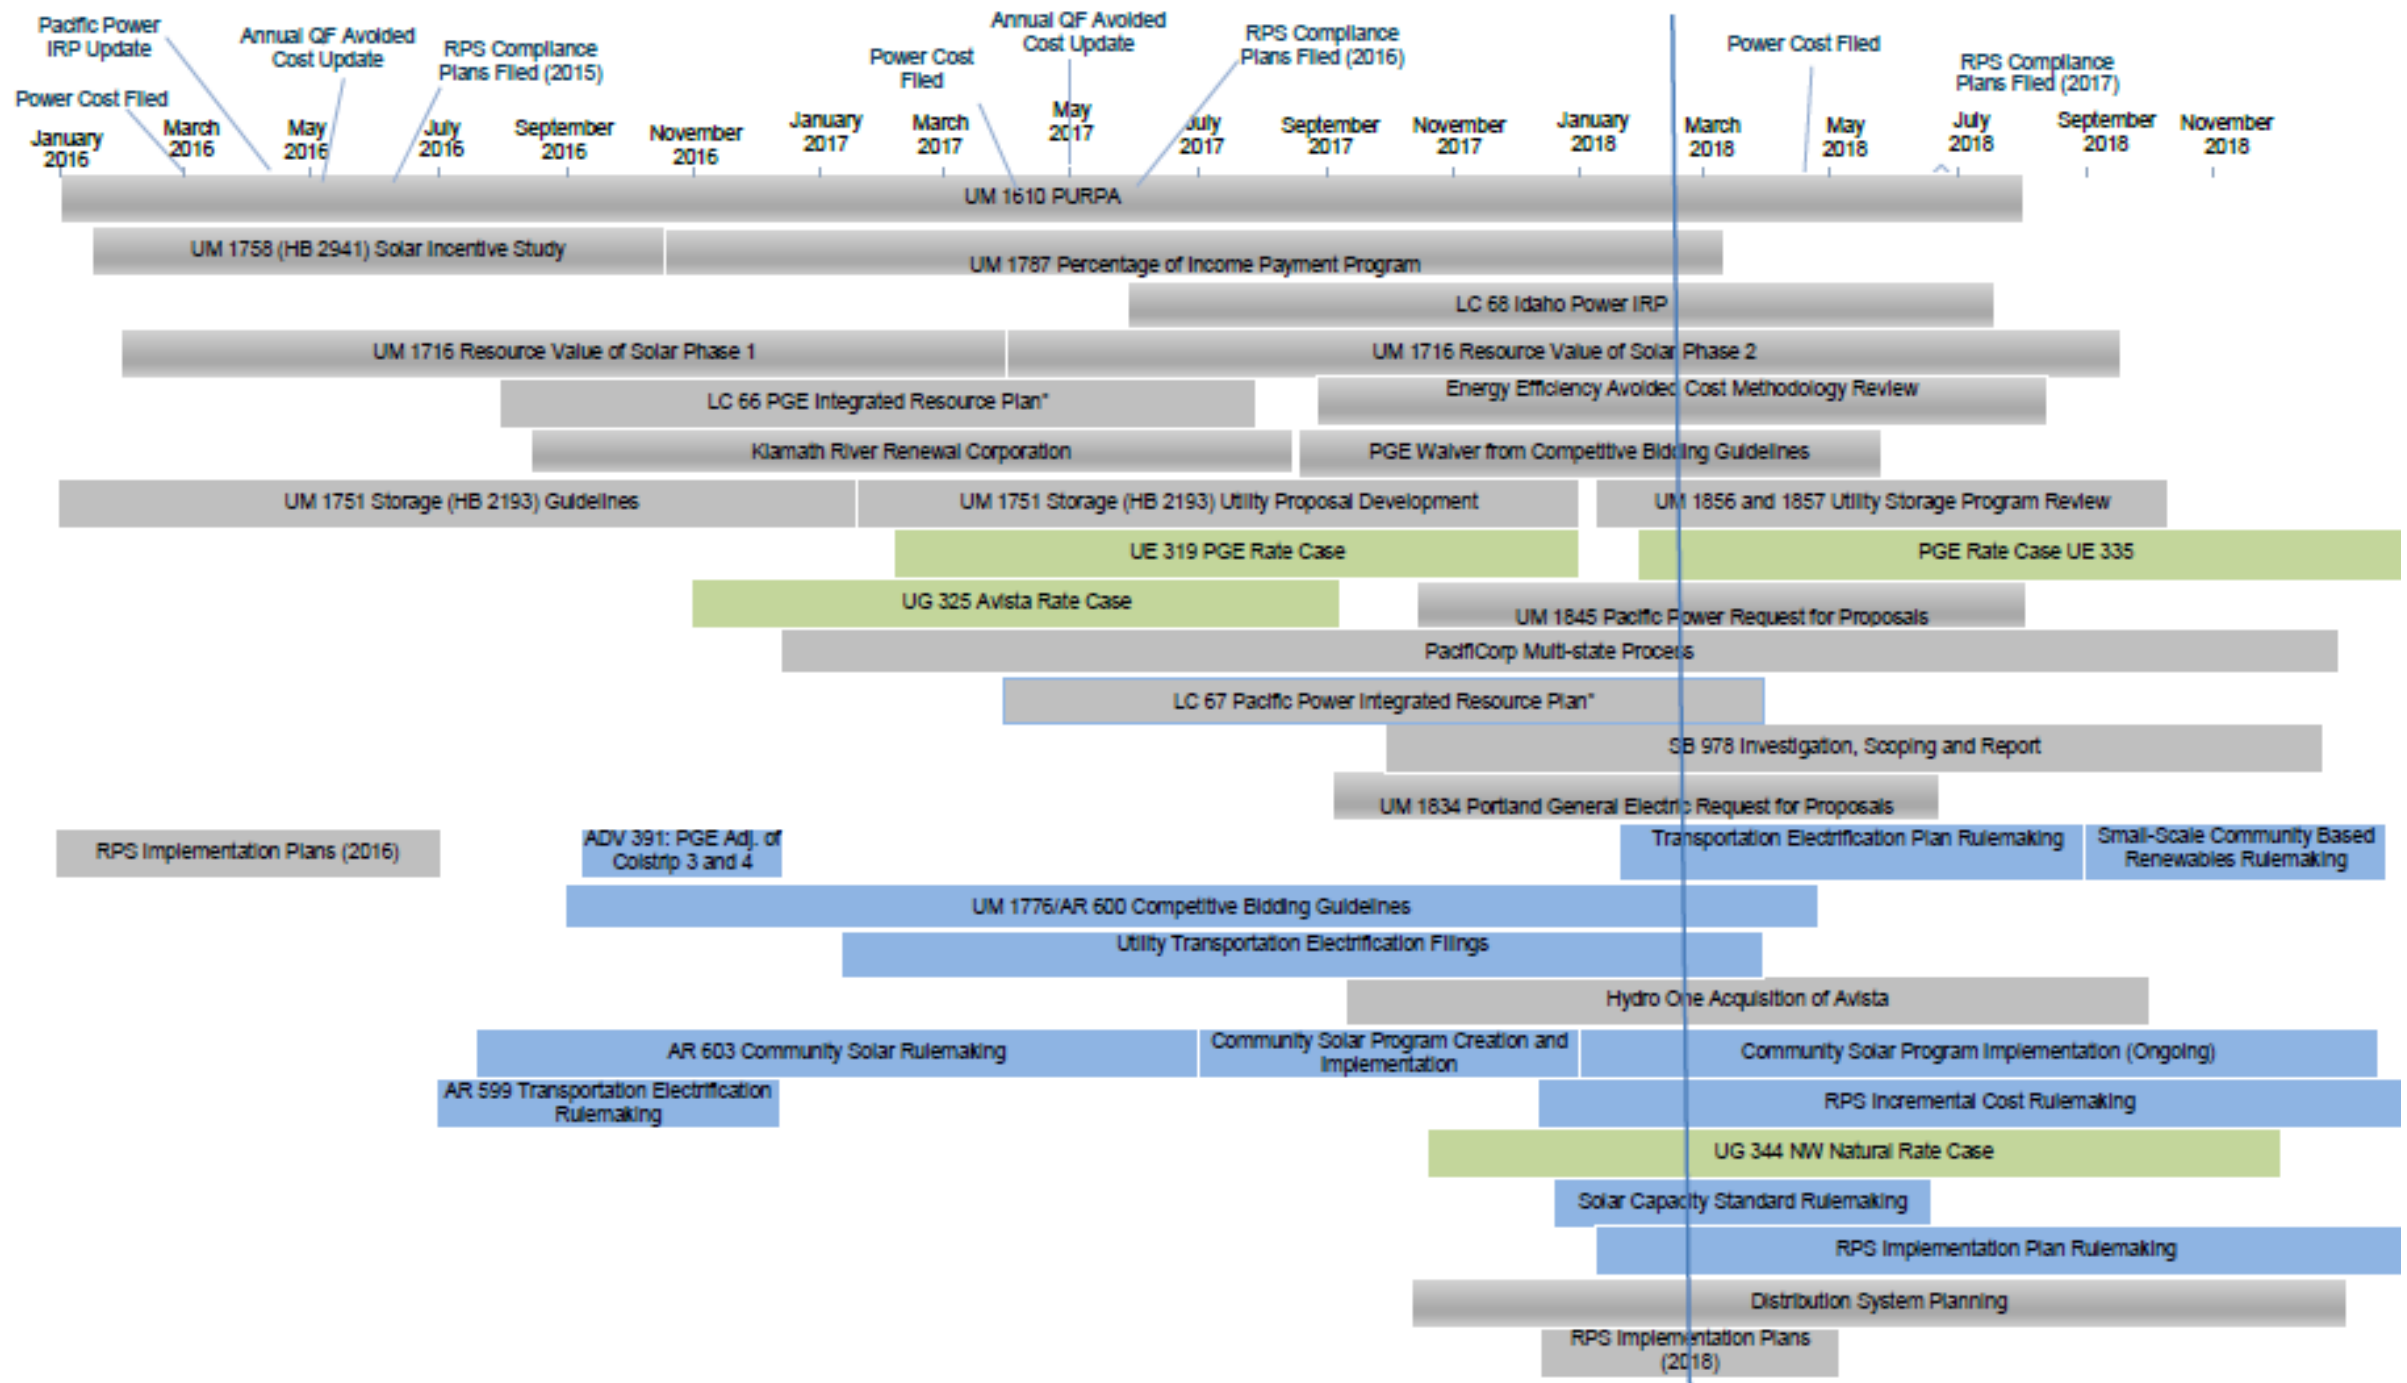 Pacific Power
IRP Update
Annual QF Avoided
Cost Update
RPS Compliance
Plans Filed (2015)
Power Cost
Filed
Annual QF Avoided
Cost Update
RPS Compliance
Plans Filed (2016)
Power Cost Filed
RPS Compliance
Plans Filed (2017)
Power Cost Filed
January
2016
March
2016
May
2016
July
2016
September
2016
November
2016
January
2017
March
2017
May
2017
July
2017
September
2017
November
2017
January
2018
March
2018
May
2018
July
2018
September
2018
November
2018
UM 1610 PURPA
UM 1758 (HB 2941) Solar Incentive Study
UM 1787 Percentage of Income Payment Program
LC 68 Idaho Power IRP
UM 1716 Resource Value of Solar Phase 1
UM 1716 Resource Value of Solar Phase 2
LC 66 PGE Integrated Resource Plan*
Energy Efficiency Avoided Cost Methodology Review
Klamath River Renewal Corporation
PGE Waiver from Competitive Bidding Guidelines
UM 1751 Storage (HB 2193) Guidelines
UM 1751 Storage (HB 2193) Utility Proposal Development
UM 1856 and 1857 Utility Storage Program Review
UE 319 PGE Rate Case
PGE Rate Case UE 335
UG 325 Avista Rate Case
UM 1845 Pacific Power Request for Proposals
PacifiCorp Multi-state Process
LC 67 Pacific Power Integrated Resource Plan*
SB 978 Investigation, Scoping and Report
UM 1834 Portland General Electric Request for Proposals
RPS Implementation Plans (2016)
ADV 391: PGE Adj. of
Colstrip 3 and 4
Transportation Electrification Plan Rulemaking
Small-Scale Community Based
Renewables Rulemaking
UM 1776/AR 600 Competitive Bidding Guidelines
Utility Transportation Electrification Filings
Hydro One Acquisition of Avista
AR 603 Community Solar Rulemaking
Community Solar Program Creation and
Implementation
Community Solar Program Implementation (Ongoing)
AR 599 Transportation Electrification
Rulemaking
RPS Incremental Cost Rulemaking
UG 344 NW Natural Rate Case
Solar Capacity Standard Rulemaking
RPS Implementation Plan Rulemaking
Distribution System Planning
RPS Implementation Plans
(2018)